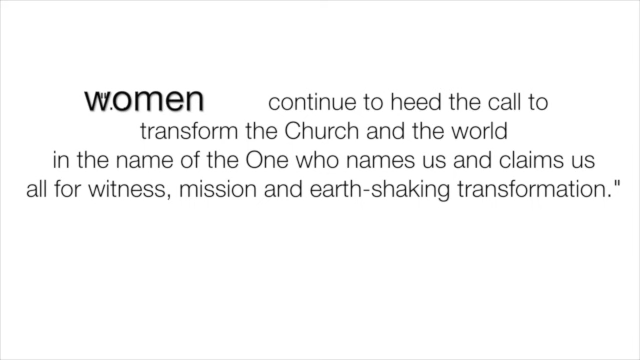 "...women continue to heed the call to
transform the Church and the world
in the name of the One who names us and claims us
all for witness, mission and earth-shaking transformation."